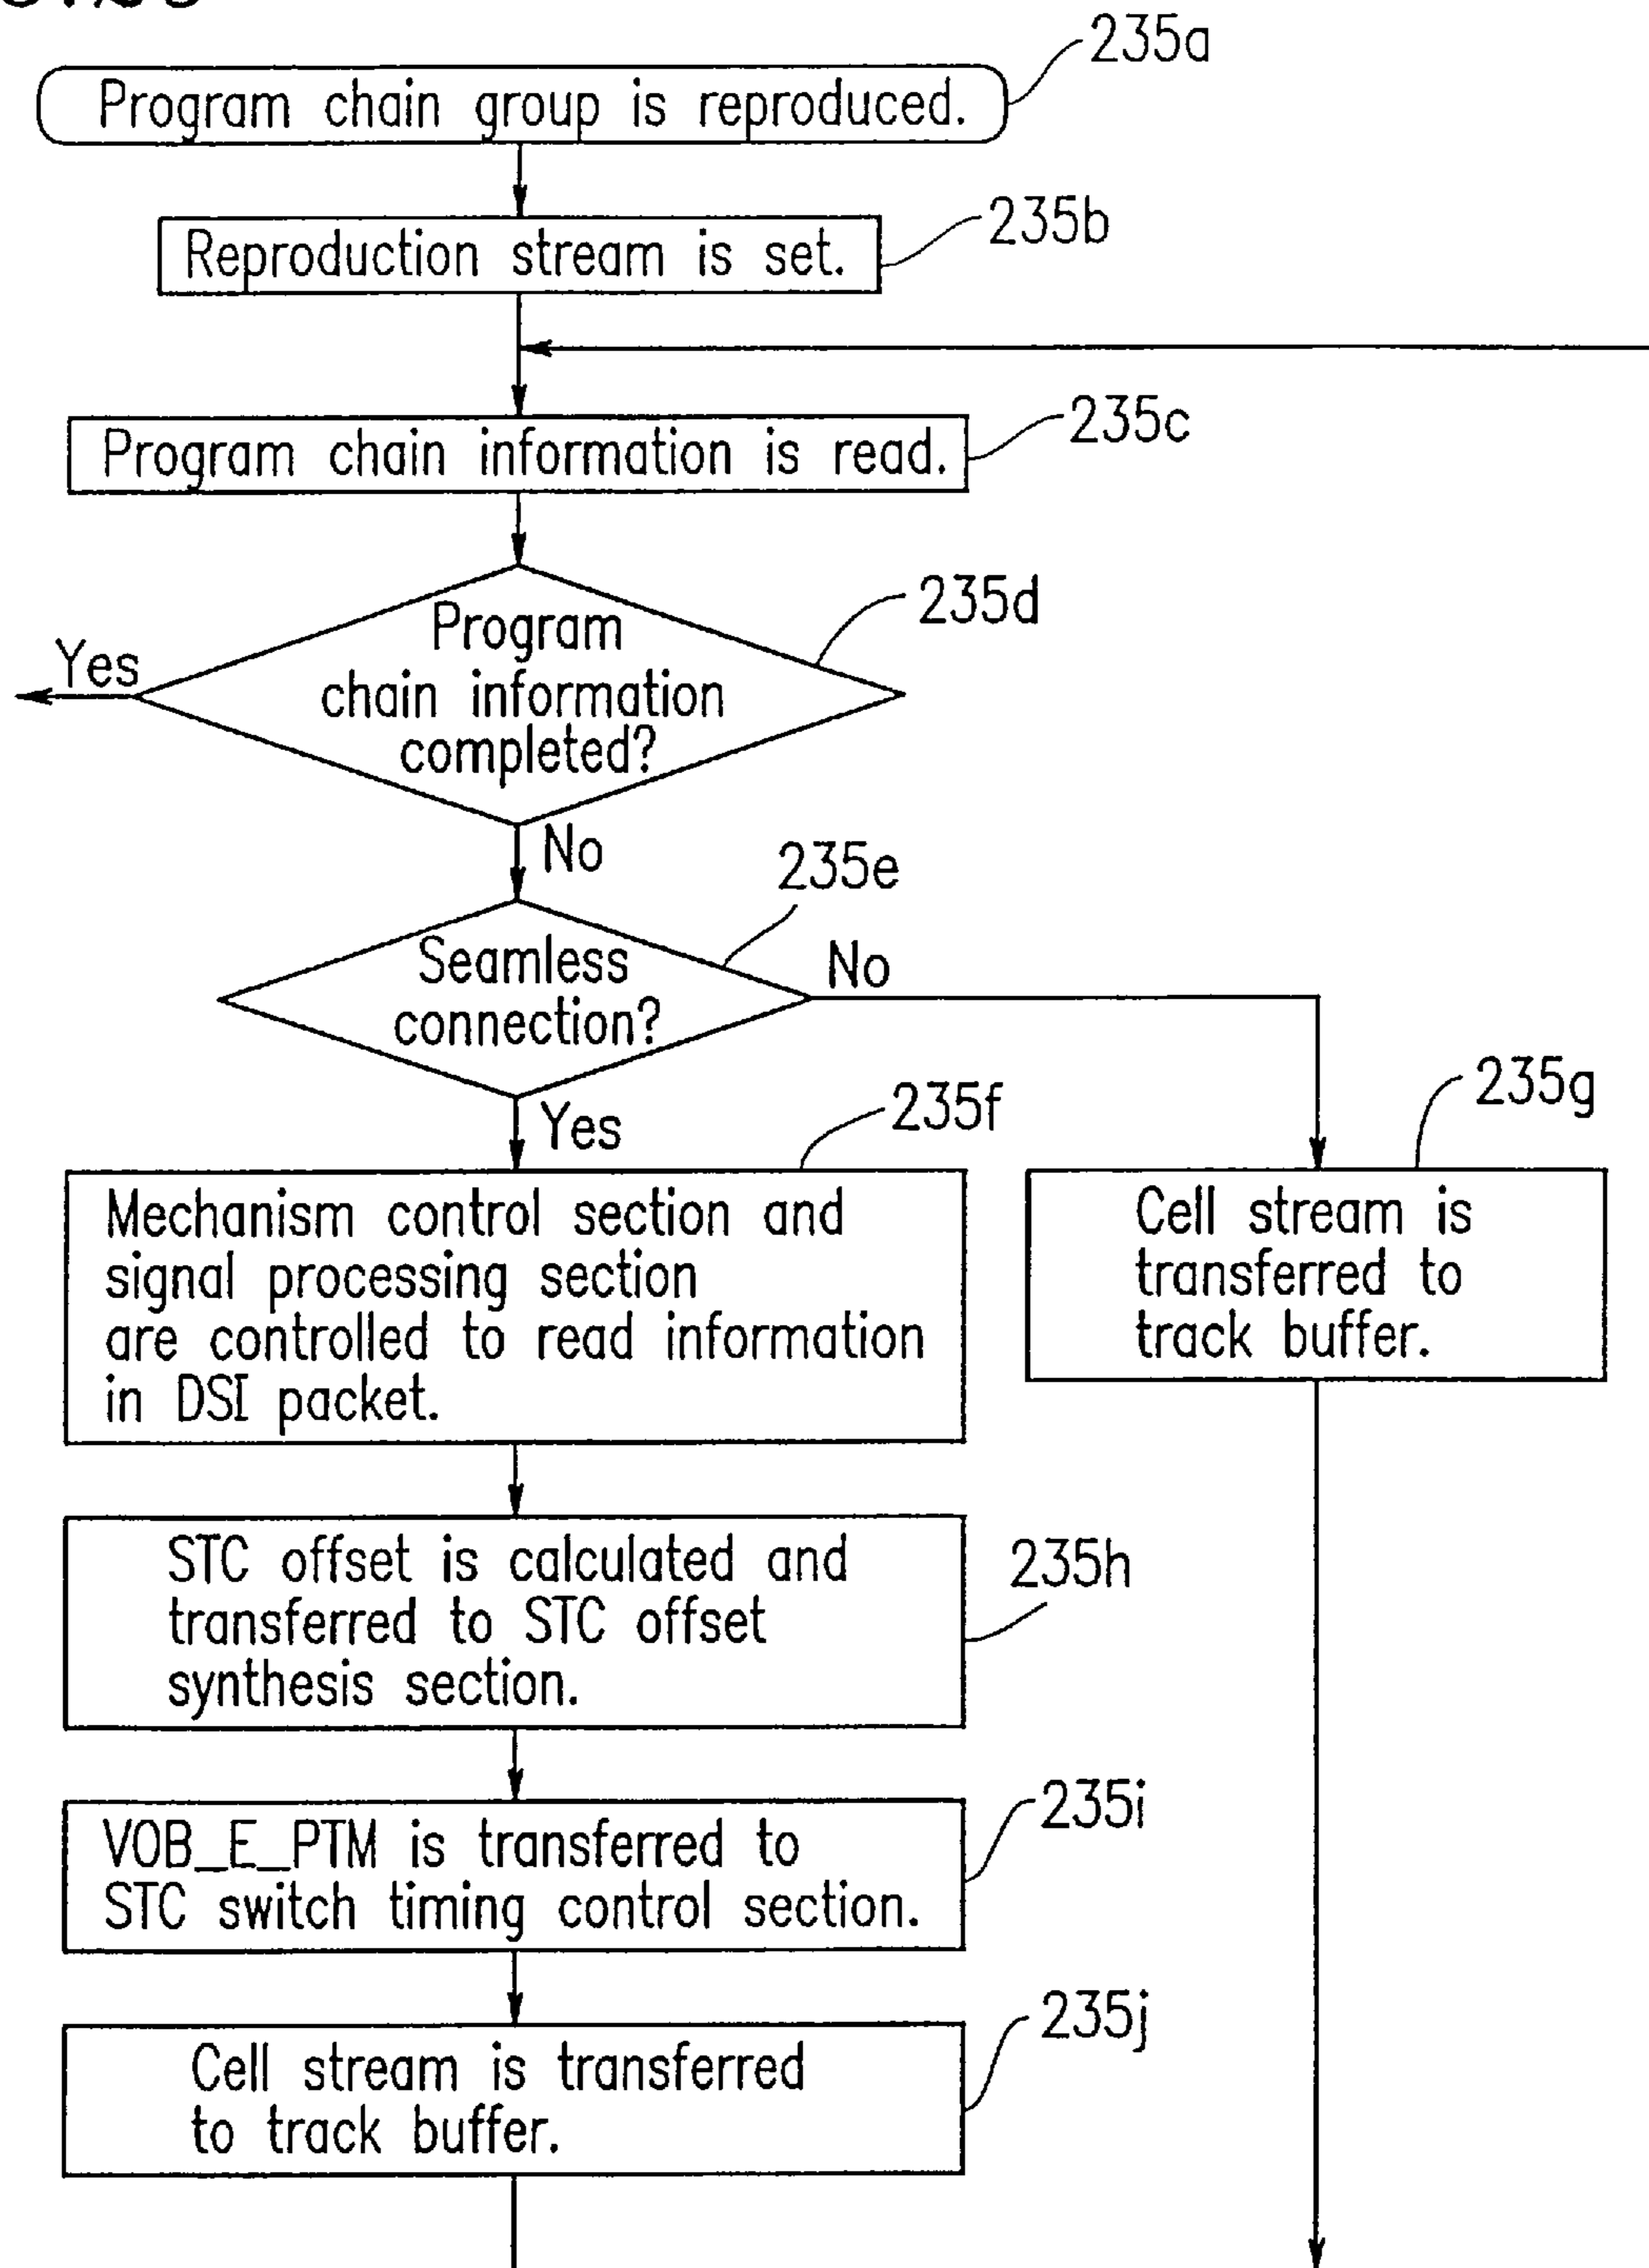 235a
Program chain group is reproduced.
235b
Reproduction stream is set.
235c
Program chain information is read.
235d
Program
chain information
completed?
Yes
No
235e
Seamless
connection?
No
Yes
235f
235g
Mechanism control section and
signal processing section
are controlled to read information
in DSI packet.
Cell stream is
transferred to
track buffer.
235h
STC offset is calculated and
transferred to STC offset
synthesis section.
235i
VOB_E_PTM is transferred to
STC switch timing control section.
235j
Cell stream is transferred
to track buffer.